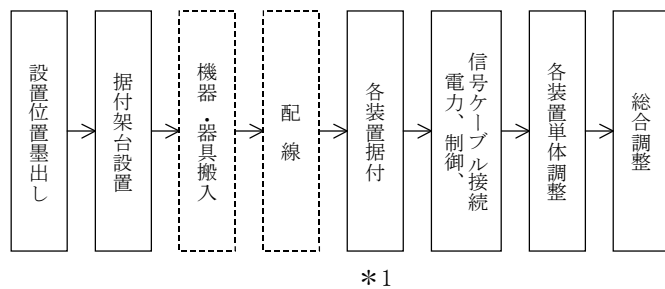 設置位置墨出し
据付架台設置
機器・器具搬入
配線
各装置据付
電力、制御、
信号ケーブル接続
各装置単体調整
総合調整
＊1